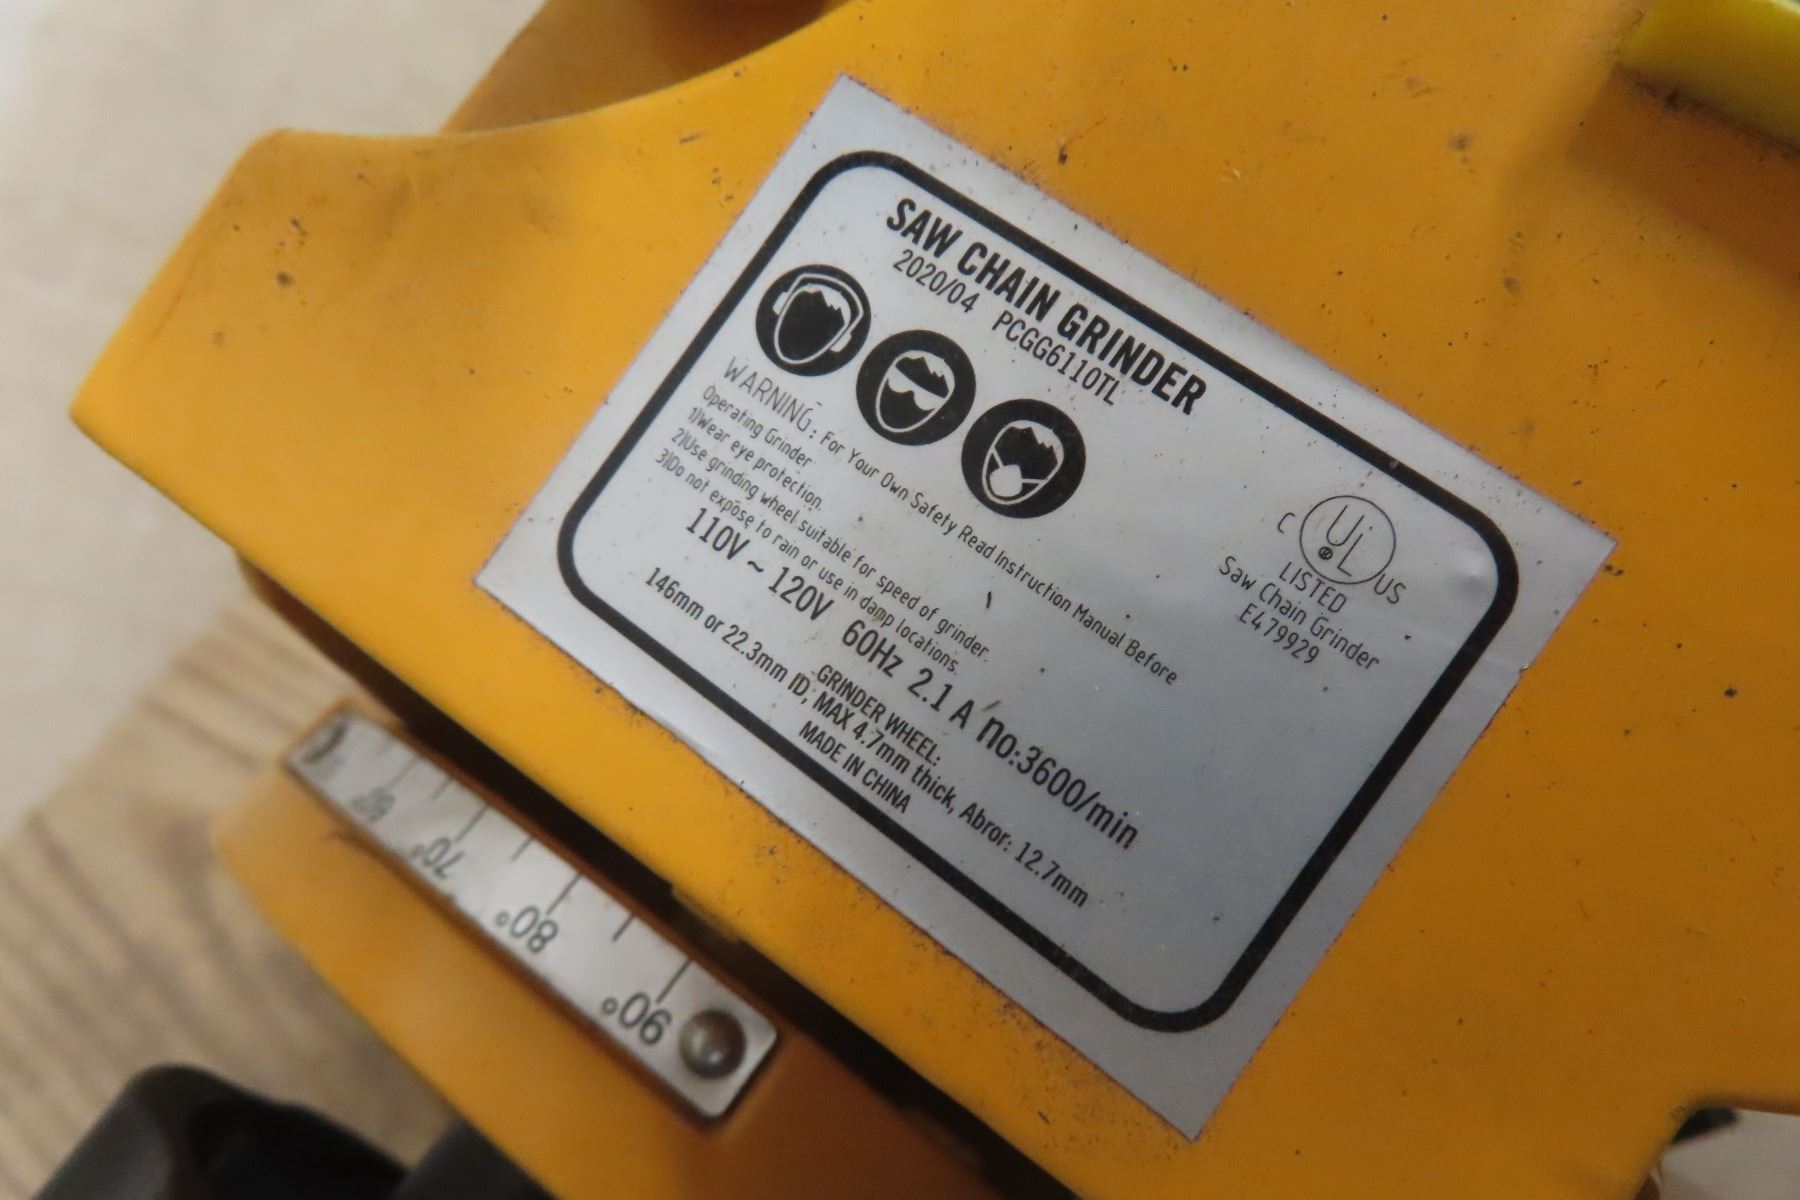 SAW CHAIN GRINDER
2020/04 PCGG6110TL
WARNING: For Your Own Safety Read Instruction Manual Before
Operating Grinder
1)Wear eye protection.
2)Use grinding wheel suitable for speed of grinder.
3)Do not expose to rain or use in damp locations.
110V ~ 120V 60Hz 2.1 A no:3600/min
GRINDER WHEEL:
146mm or 22.3mm ID, MAX 4.7mm thick, Abror: 12.7mm
MADE IN CHINA
C UL ® US
LISTED
Saw Chain Grinder
E479929
90°
80°
70°